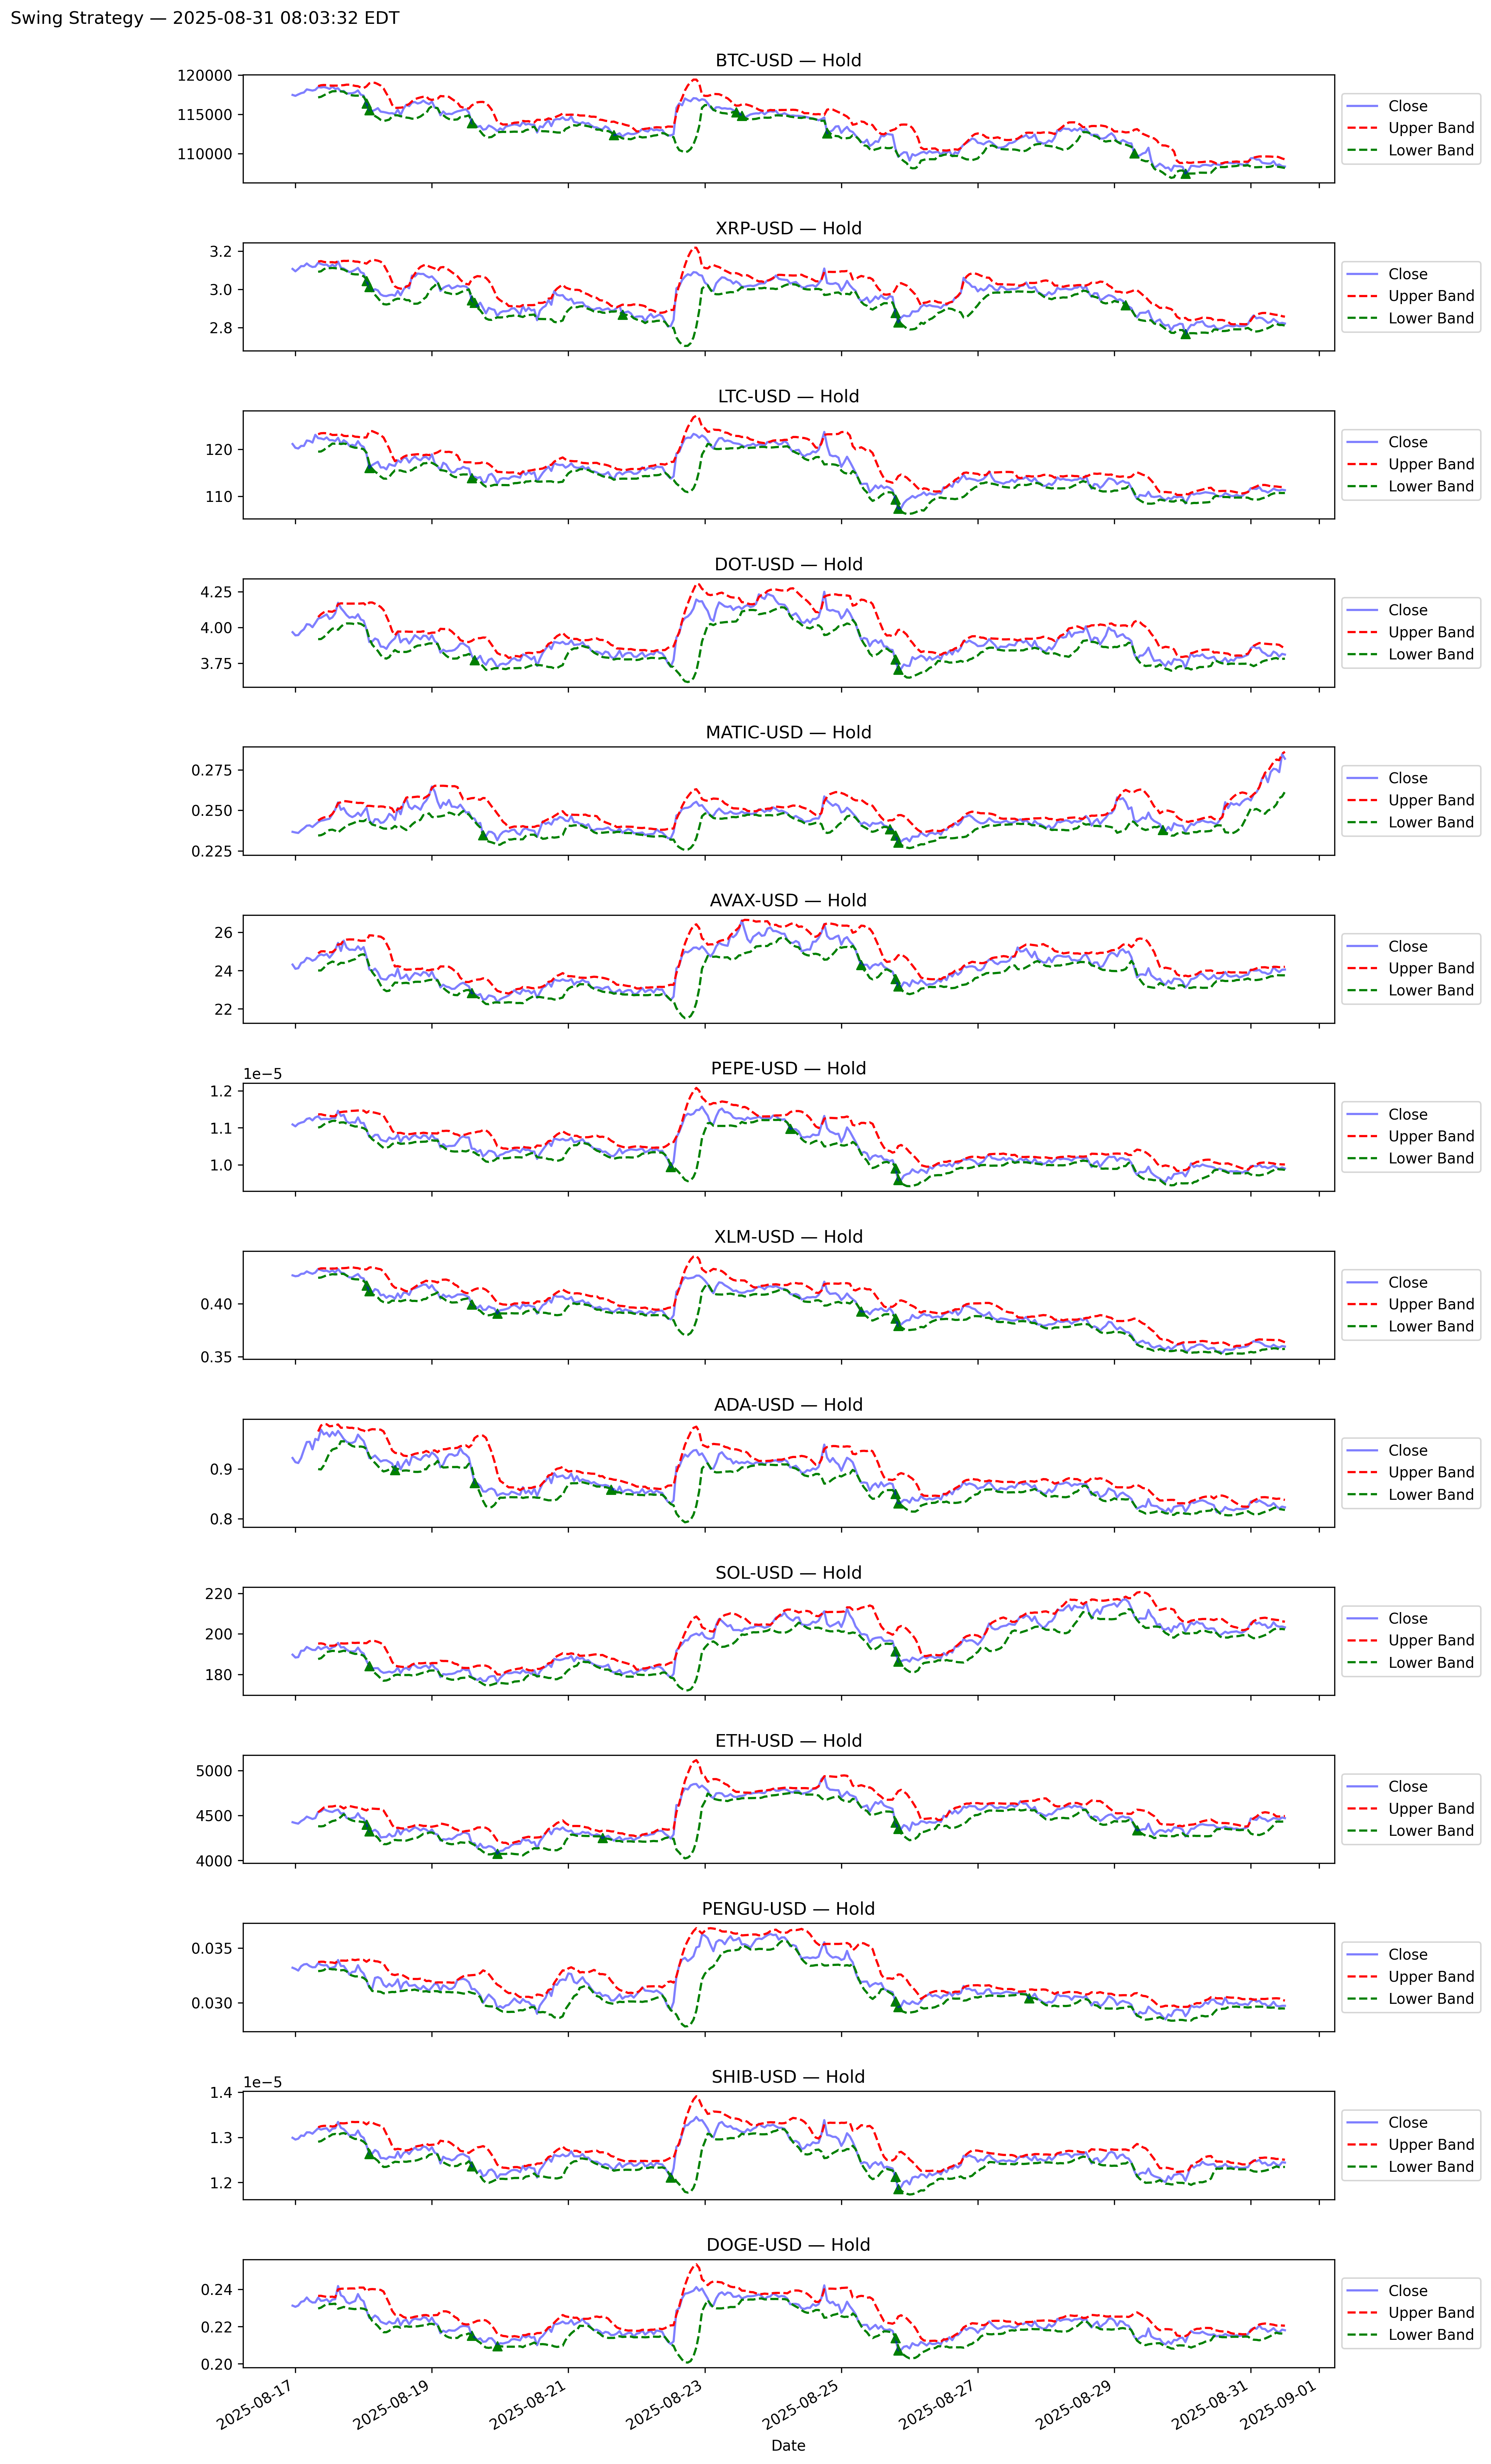 Swing Strategy — 2025-08-31 08:03:32 EDT
BTC-USD — Hold
120000
115000
110000
Close
Upper Band
Lower Band
XRP-USD — Hold
3.2
3.0
2.8
Close
Upper Band
Lower Band
LTC-USD — Hold
120
110
Close
Upper Band
Lower Band
DOT-USD — Hold
4.25
4.00
3.75
Close
Upper Band
Lower Band
MATIC-USD — Hold
0.275
0.250
0.225
Close
Upper Band
Lower Band
AVAX-USD — Hold
26
24
22
Close
Upper Band
Lower Band
PEPE-USD — Hold
1e−5
1.2
1.1
1.0
Close
Upper Band
Lower Band
XLM-USD — Hold
0.40
0.35
Close
Upper Band
Lower Band
ADA-USD — Hold
0.9
0.8
Close
Upper Band
Lower Band
SOL-USD — Hold
220
200
180
Close
Upper Band
Lower Band
ETH-USD — Hold
5000
4500
4000
Close
Upper Band
Lower Band
PENGU-USD — Hold
0.035
0.030
Close
Upper Band
Lower Band
SHIB-USD — Hold
1e−5
1.4
1.3
1.2
Close
Upper Band
Lower Band
DOGE-USD — Hold
0.24
0.22
0.20
Close
Upper Band
Lower Band
2025-08-17
2025-08-19
2025-08-21
2025-08-23
2025-08-25
2025-08-27
2025-08-29
2025-08-31
2025-09-01
Date